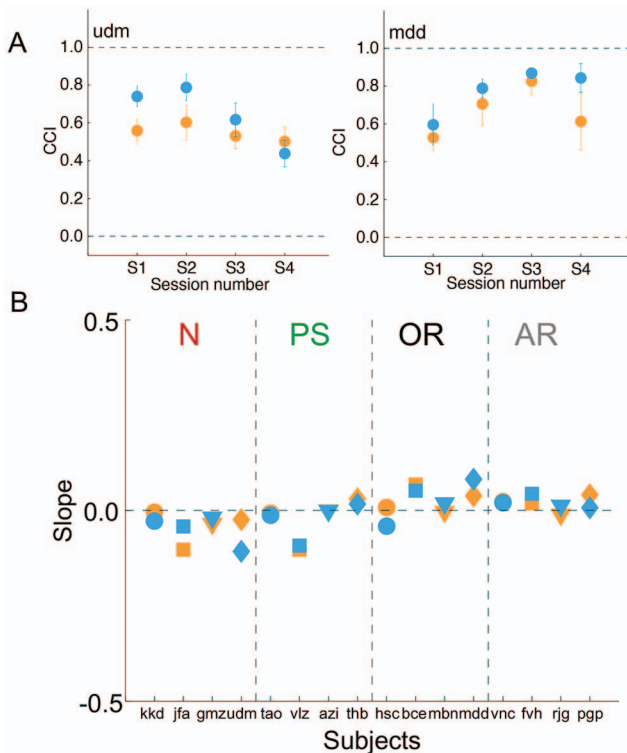 A
udm
mdd
1.0
0.8
0.6
0.4
0.2
0.0
CCI
S1 S2 S3 S4
Session number
1.0
0.8
0.6
0.4
0.2
0.0
CCI
S1 S2 S3 S4
Session number
B
0.5
N PS OR AR
Slope
0.0
-0.5
kkd jfa gmz udm tao vlz azi thb hsc bce mbn mdd vnc fvh rjg pgp
Subjects